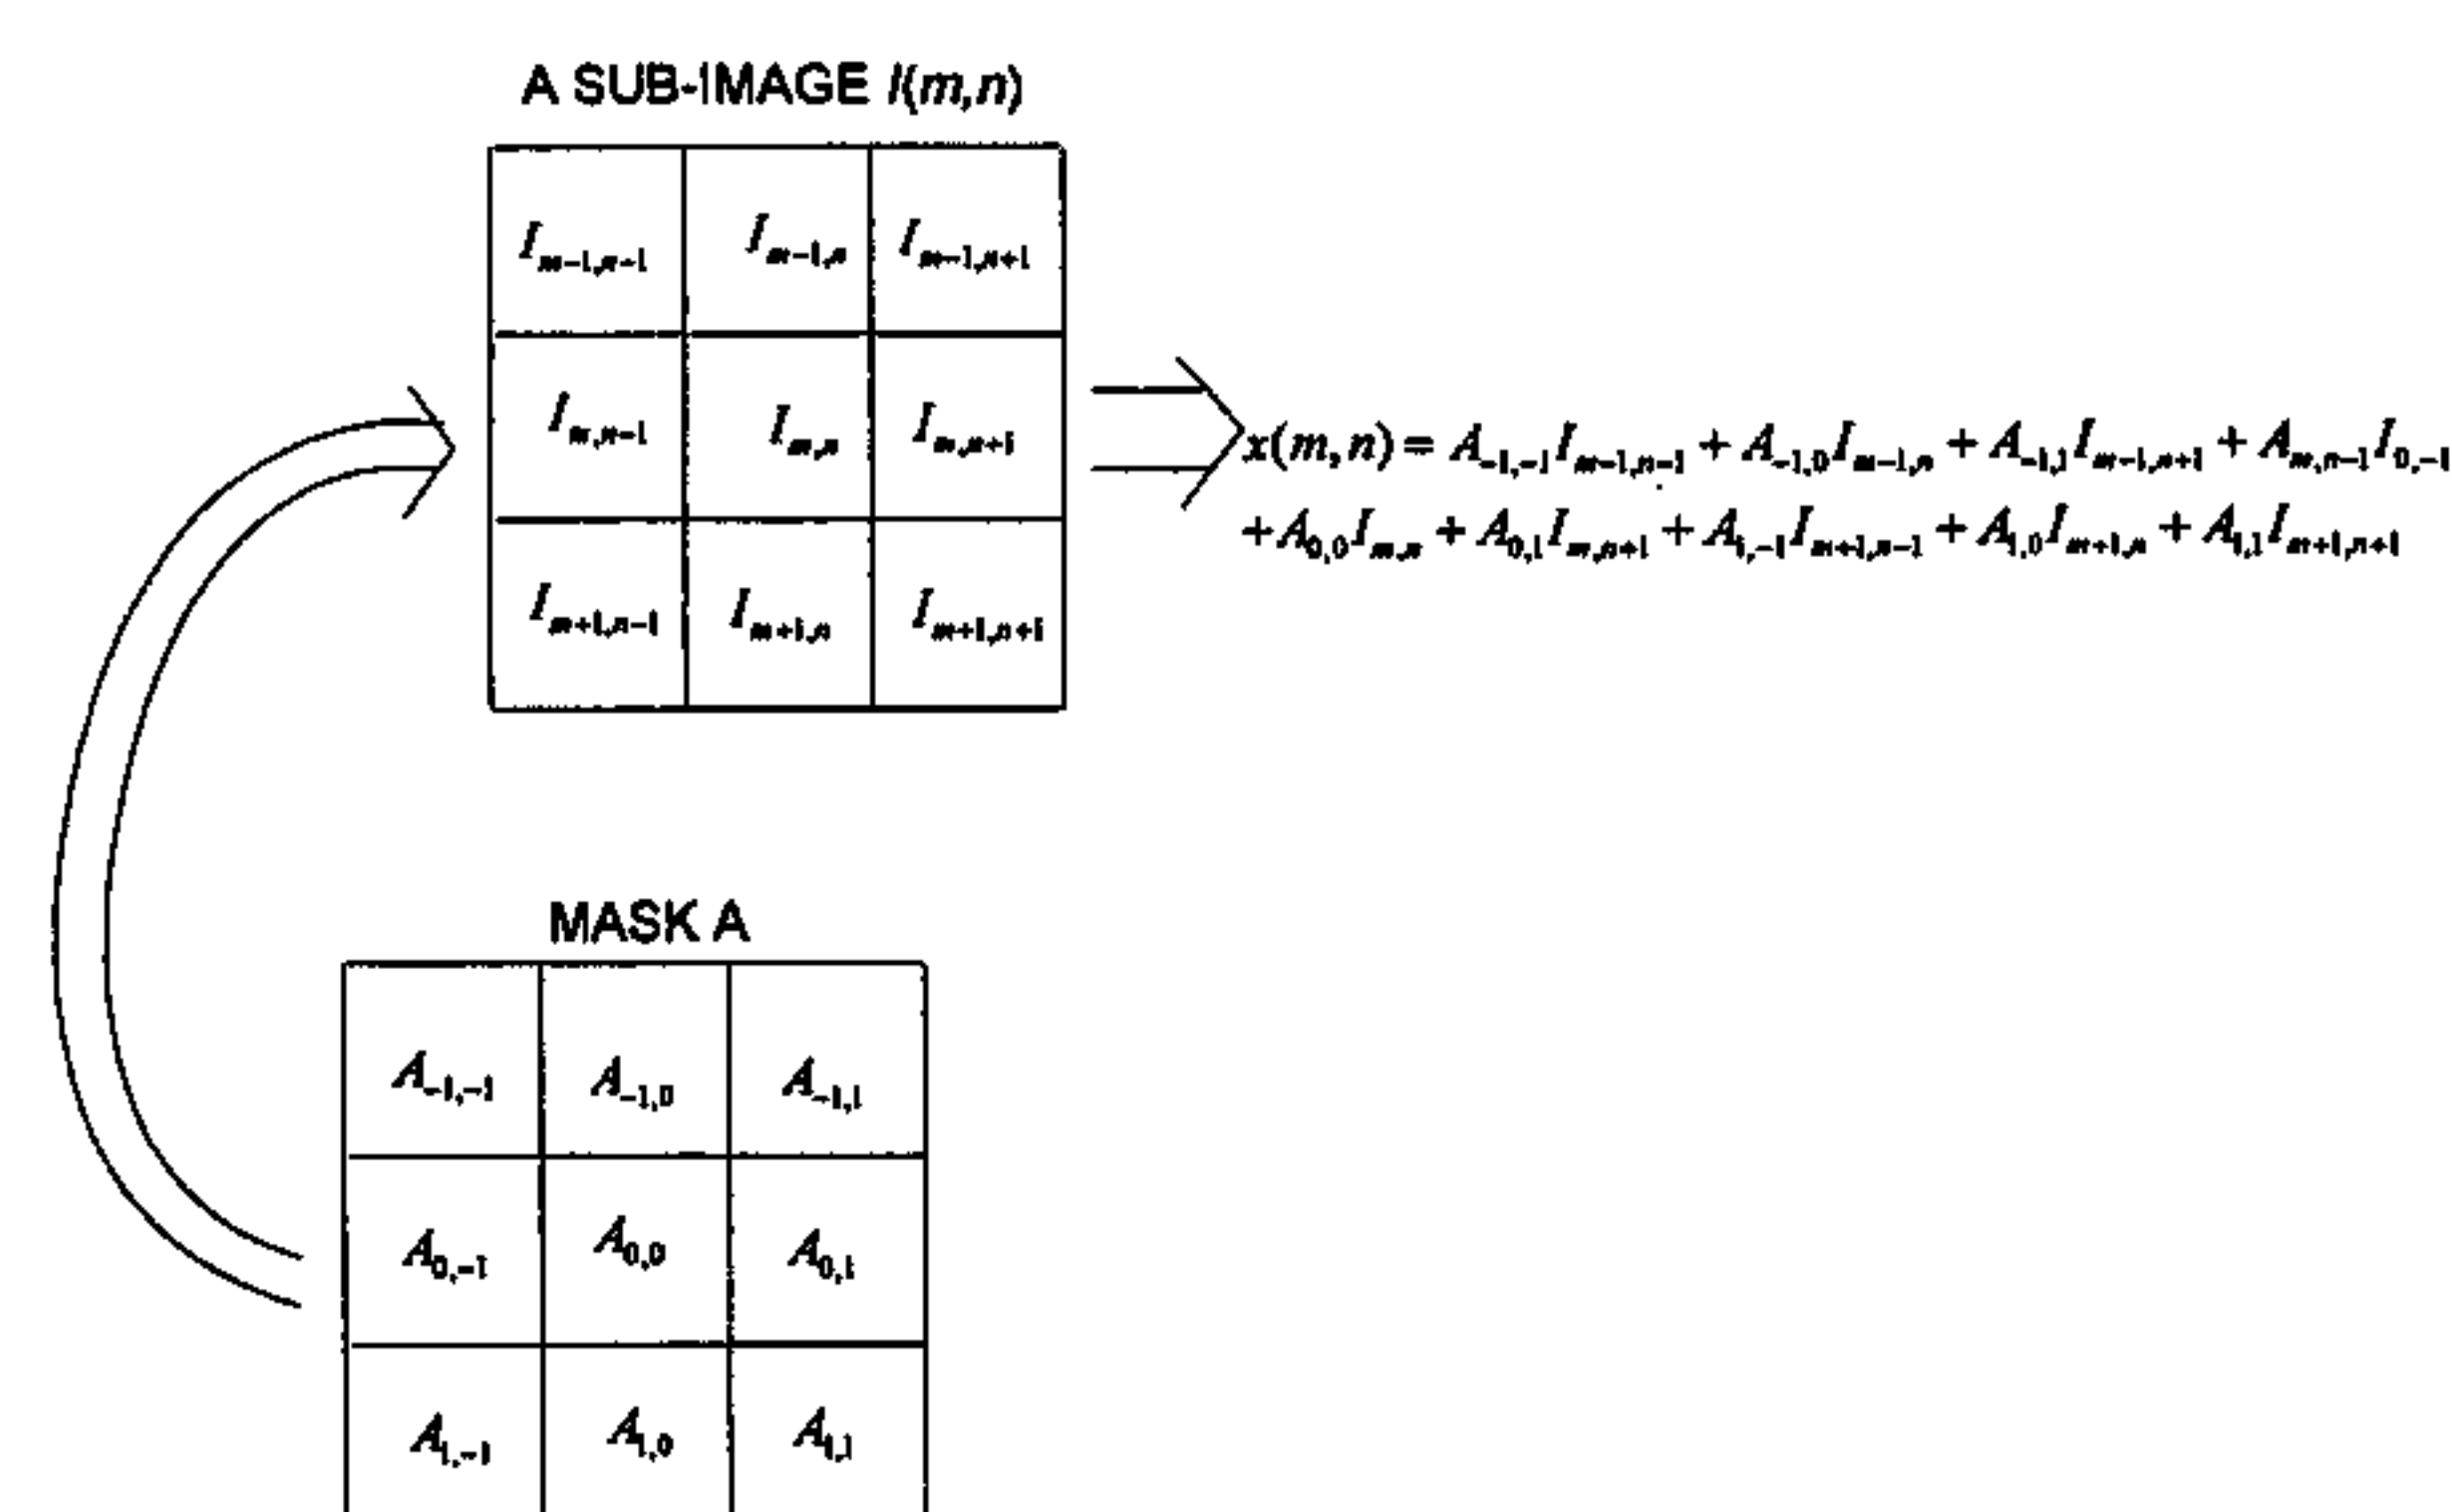 A SUB-IMAGE I(m,n)
I_{m-1,n-1} I_{m-1,n} I_{m-1,n+1}
I_{m,n-1} I_{m,n} I_{m,n+1}
x(m,n) = A_{-1,-1}I_{m-1,n-1} + A_{-1,0}I_{m-1,n} + A_{-1,1}I_{m-1,n+1} + A_{m,n-1}I_{0,-1}
+A_{0,0}I_{m,n} + A_{0,1}I_{m,n+1} + A_{1,-1}I_{m+1,n-1} + A_{1,0}I_{m+1,n} + A_{1,1}I_{m+1,n+1}
I_{m+1,n-1} I_{m+1,n} I_{m+1,n+1}
MASK A
A_{-1,-1} A_{-1,0} A_{-1,1}
A_{0,-1} A_{0,0} A_{0,1}
A_{1,-1} A_{1,0} A_{1,1}